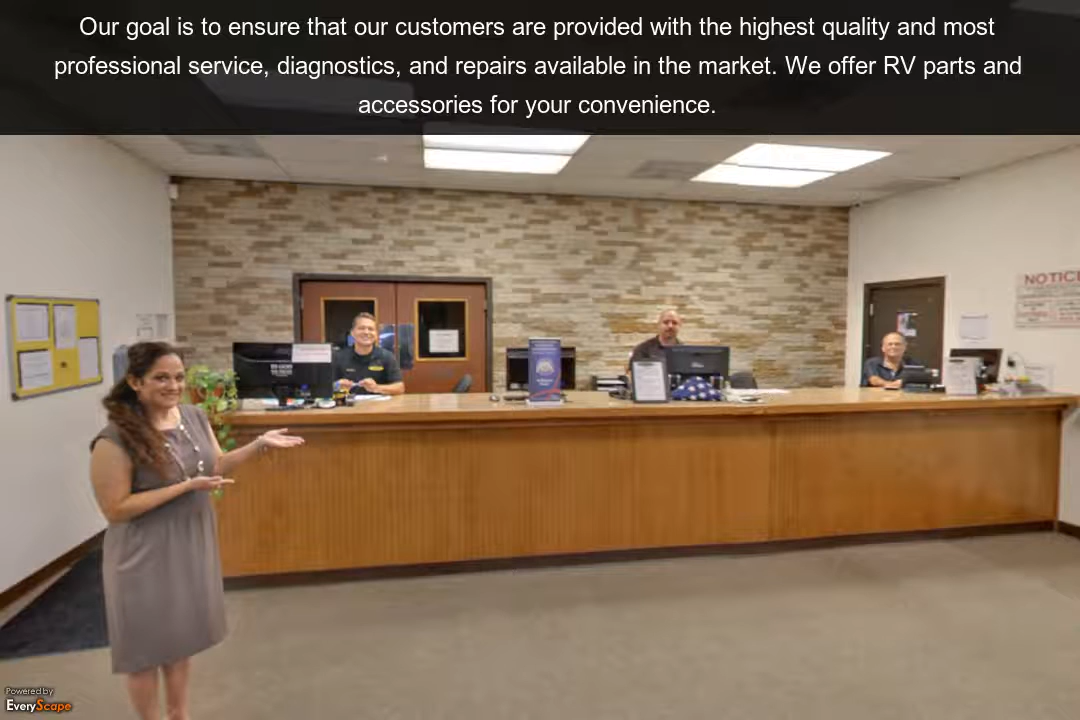 Our goal is to ensure that our customers are provided with the highest quality and most
professional service, diagnostics, and repairs available in the market. We offer RV parts and
accessories for your convenience.
NOTICE
Powered by
EveryScape